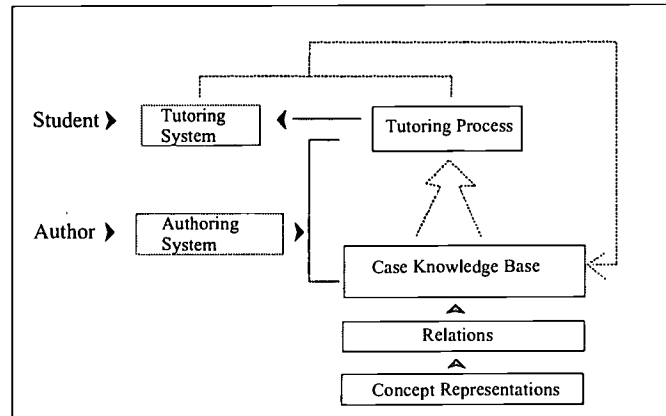 Student
Tutoring
System
Tutoring Process
Author
Authoring
System
Case Knowledge Base
Relations
Concept Representations